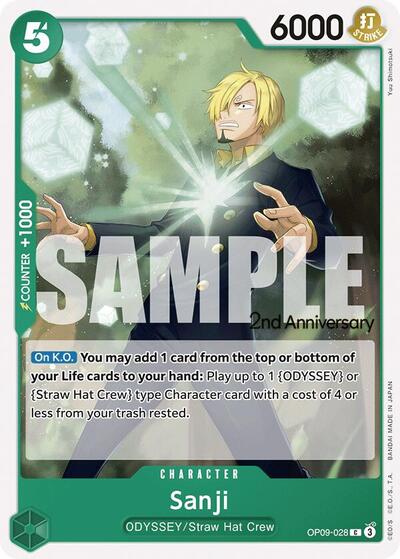 5
6000
打
STRIKE
Yuu Shimotsuki
COUNTER +1000
SAMPLE
2nd Anniversary
On K.O. You may add 1 card from the top or bottom of
your Life cards to your hand: Play up to 1 {ODYSSEY} or
{Straw Hat Crew} type Character card with a cost of 4 or
less from your trash rested.
CHARACTER
Sanji
ODYSSEY/Straw Hat Crew
OP09-028 C 3
©E.O./S., T.A. BANDAI MADE IN JAPAN